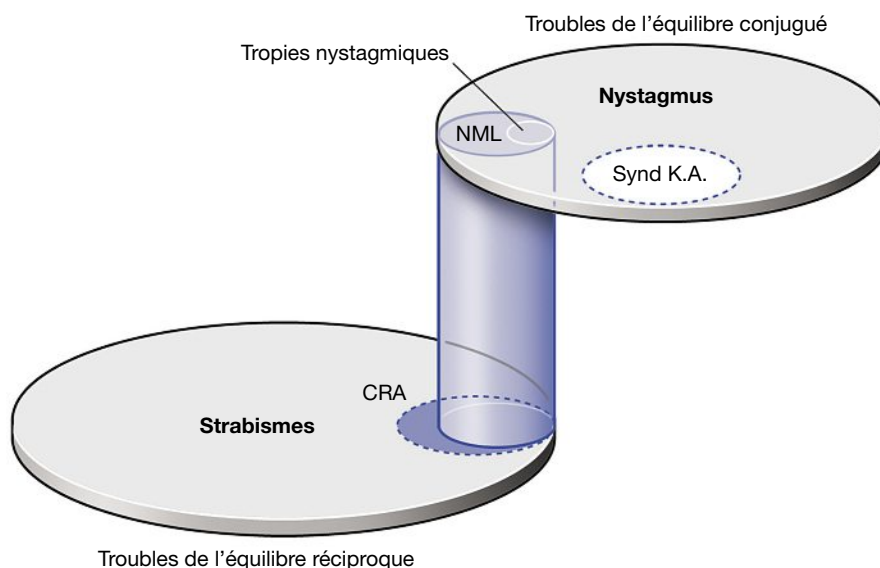 Troubles de l’équilibre conjugué
Tropies nystagmiques
Nystagmus
NML
Synd K.A.
CRA
Strabismes
Troubles de l’équilibre réciproque